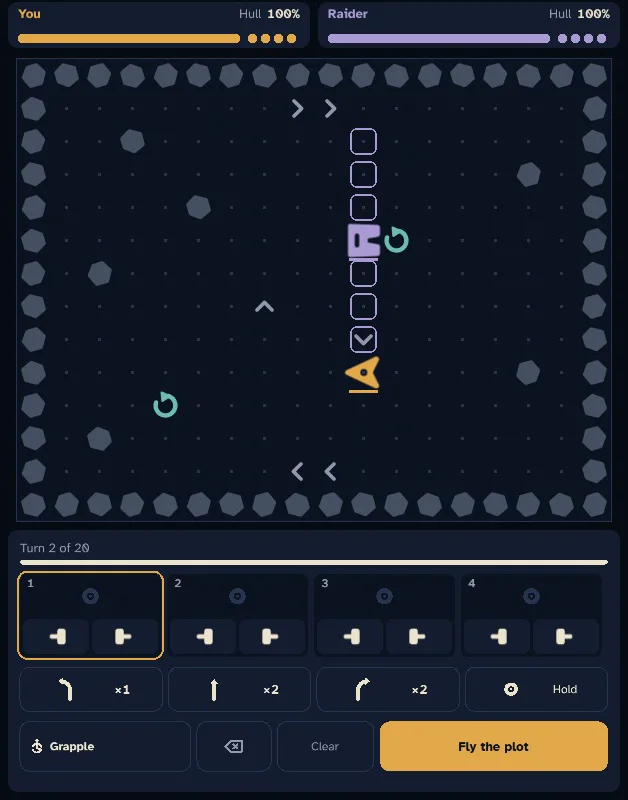 You Hull 100%
Raider Hull 100%
Turn 2 of 20
1 2 3 4
×1 ×2 ×2 Hold
Grapple Clear Fly the plot